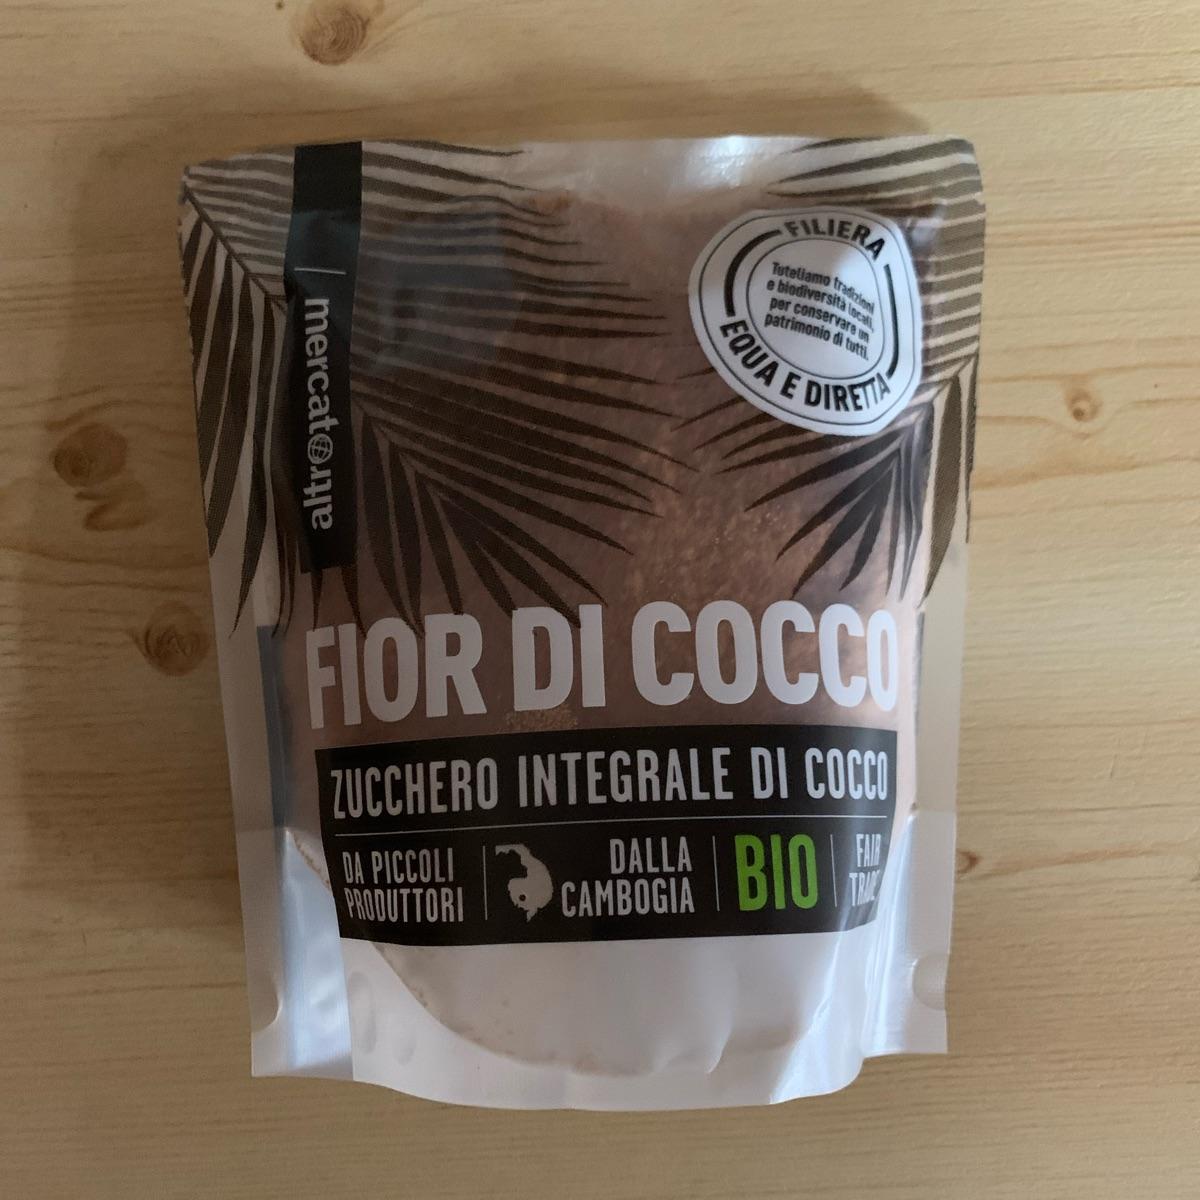 altromercato
FILIERA
Tuteliamo tradizioni
e biodiversità locali,
per conservare un
patrimonio di tutti.
EQUA E DIRETTA
FIOR DI COCCO
ZUCCHERO INTEGRALE DI COCCO
DA PICCOLI
PRODUTTORI
DALLA
CAMBOGIA
BIO
FAIR
TRADE